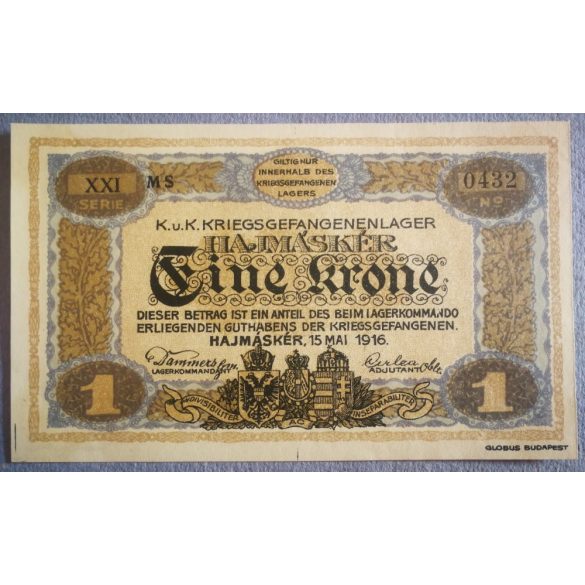 GILTIG NUR
INNERHALB DES
KRIEGSGEFANGENEN
LAGERS
XXI MS
SERIE
0432
No
K.u.K. KRIEGSGEFANGENENLAGER
HAJMÁSKÉR
Eine Krone.
DIESER BETRAG IST EIN ANTEIL DES BEIM LAGERKOMMANDO
ERLIEGENDEN GUTHABENS DER KRIEGSGEFANGENEN.
HAJMÁSKÉR, 15 MAI 1916.
LAGERKOMMANDANT
ADJUTANT
1
1
INDIVISIBILITER AC INSEPARABILITER
GLOBUS BUDAPEST